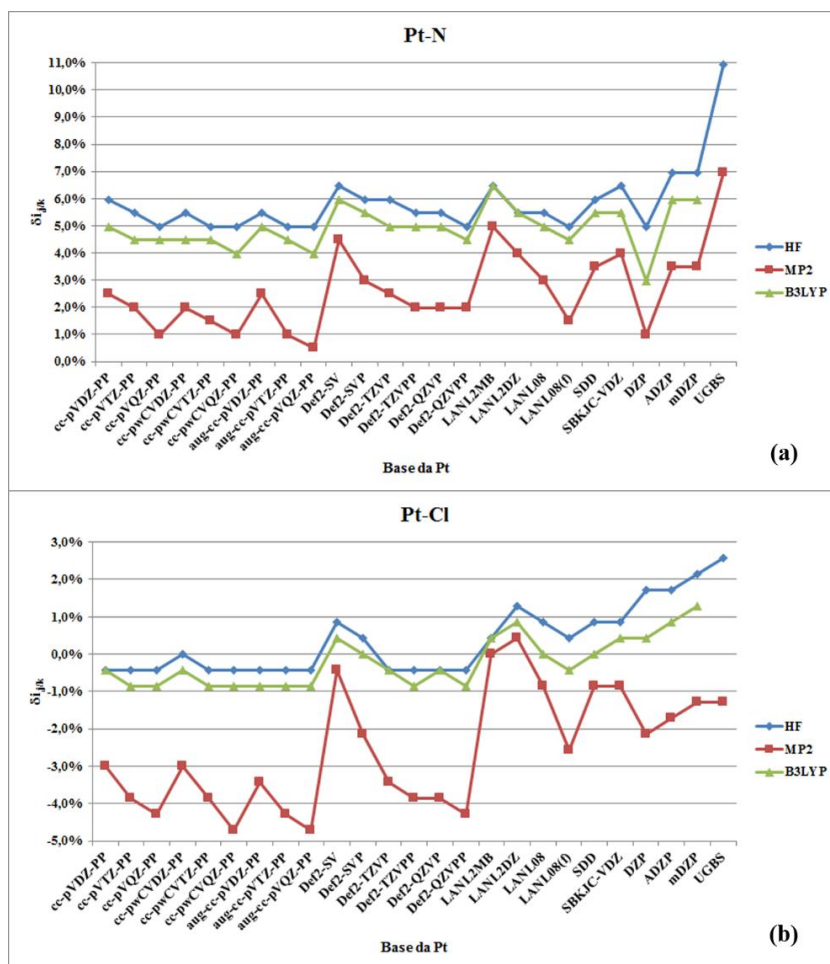 Pt-N
11,0%
10,0%
9,0%
8,0%
7,0%
6,0%
5,0%
4,0%
3,0%
2,0%
1,0%
0,0%
δi,j/k
HF
MP2
B3LYP
cc-pVDZ-PP
cc-pVTZ-PP
cc-pVQZ-PP
cc-pwCVDZ-PP
cc-pwCVTZ-PP
cc-pwCVQZ-PP
aug-cc-pVDZ-PP
aug-cc-pVTZ-PP
aug-cc-pVQZ-PP
Def2-SV
Def2-SVP
Def2-TZVP
Def2-TZVPP
Def2-QZVP
Def2-QZVPP
LANL2MB
LANL2DZ
LANL08
LANL08(f)
SDD
SBKJC-VDZ
DZP
ADZP
mDZP
UGBS
Base da Pt
(a)
Pt-Cl
3,0%
2,0%
1,0%
0,0%
-1,0%
-2,0%
-3,0%
-4,0%
-5,0%
δi,j/k
HF
MP2
B3LYP
cc-pVDZ-PP
cc-pVTZ-PP
cc-pVQZ-PP
cc-pwCVDZ-PP
cc-pwCVTZ-PP
cc-pwCVQZ-PP
aug-cc-pVDZ-PP
aug-cc-pVTZ-PP
aug-cc-pVQZ-PP
Def2-SV
Def2-SVP
Def2-TZVP
Def2-TZVPP
Def2-QZVP
Def2-QZVPP
LANL2MB
LANL2DZ
LANL08
LANL08(f)
SDD
SBKJC-VDZ
DZP
ADZP
mDZP
UGBS
Base da Pt
(b)